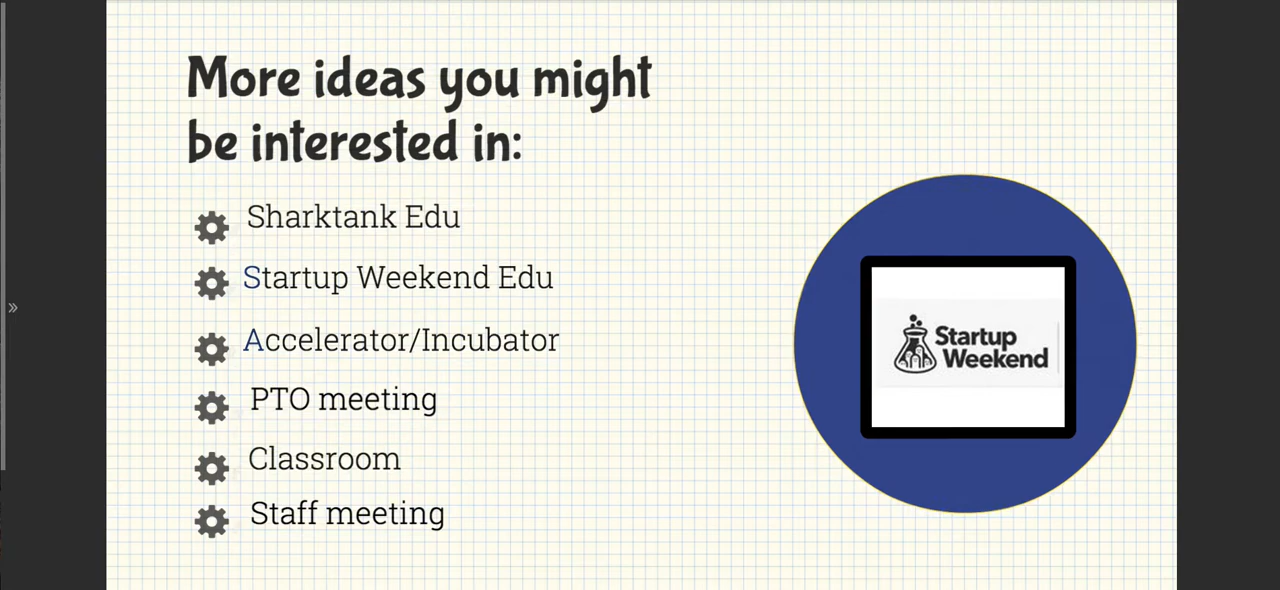 More ideas you might
be interested in:
Sharktank Edu
Startup Weekend Edu
Accelerator/Incubator
PTO meeting
Classroom
Staff meeting
Startup
Weekend
»